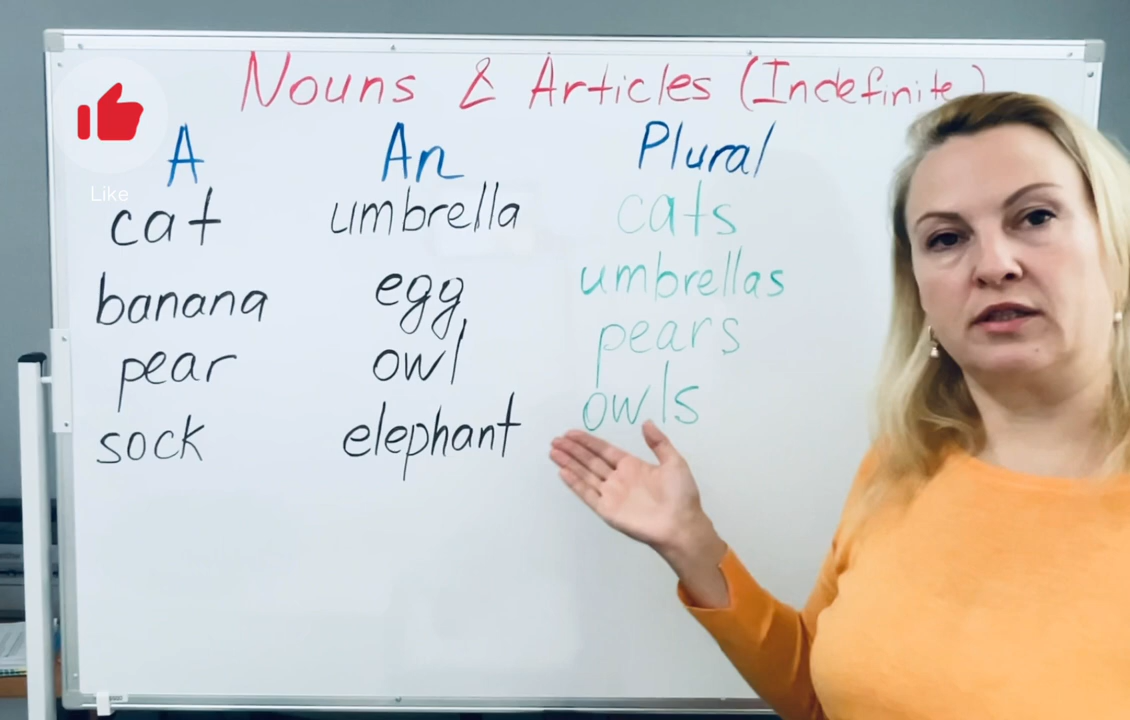 Nouns & Articles (Indefinite)
A An Plural
Like
cat umbrella cats
banana egg umbrellas
pear owl pears
sock elephant owls